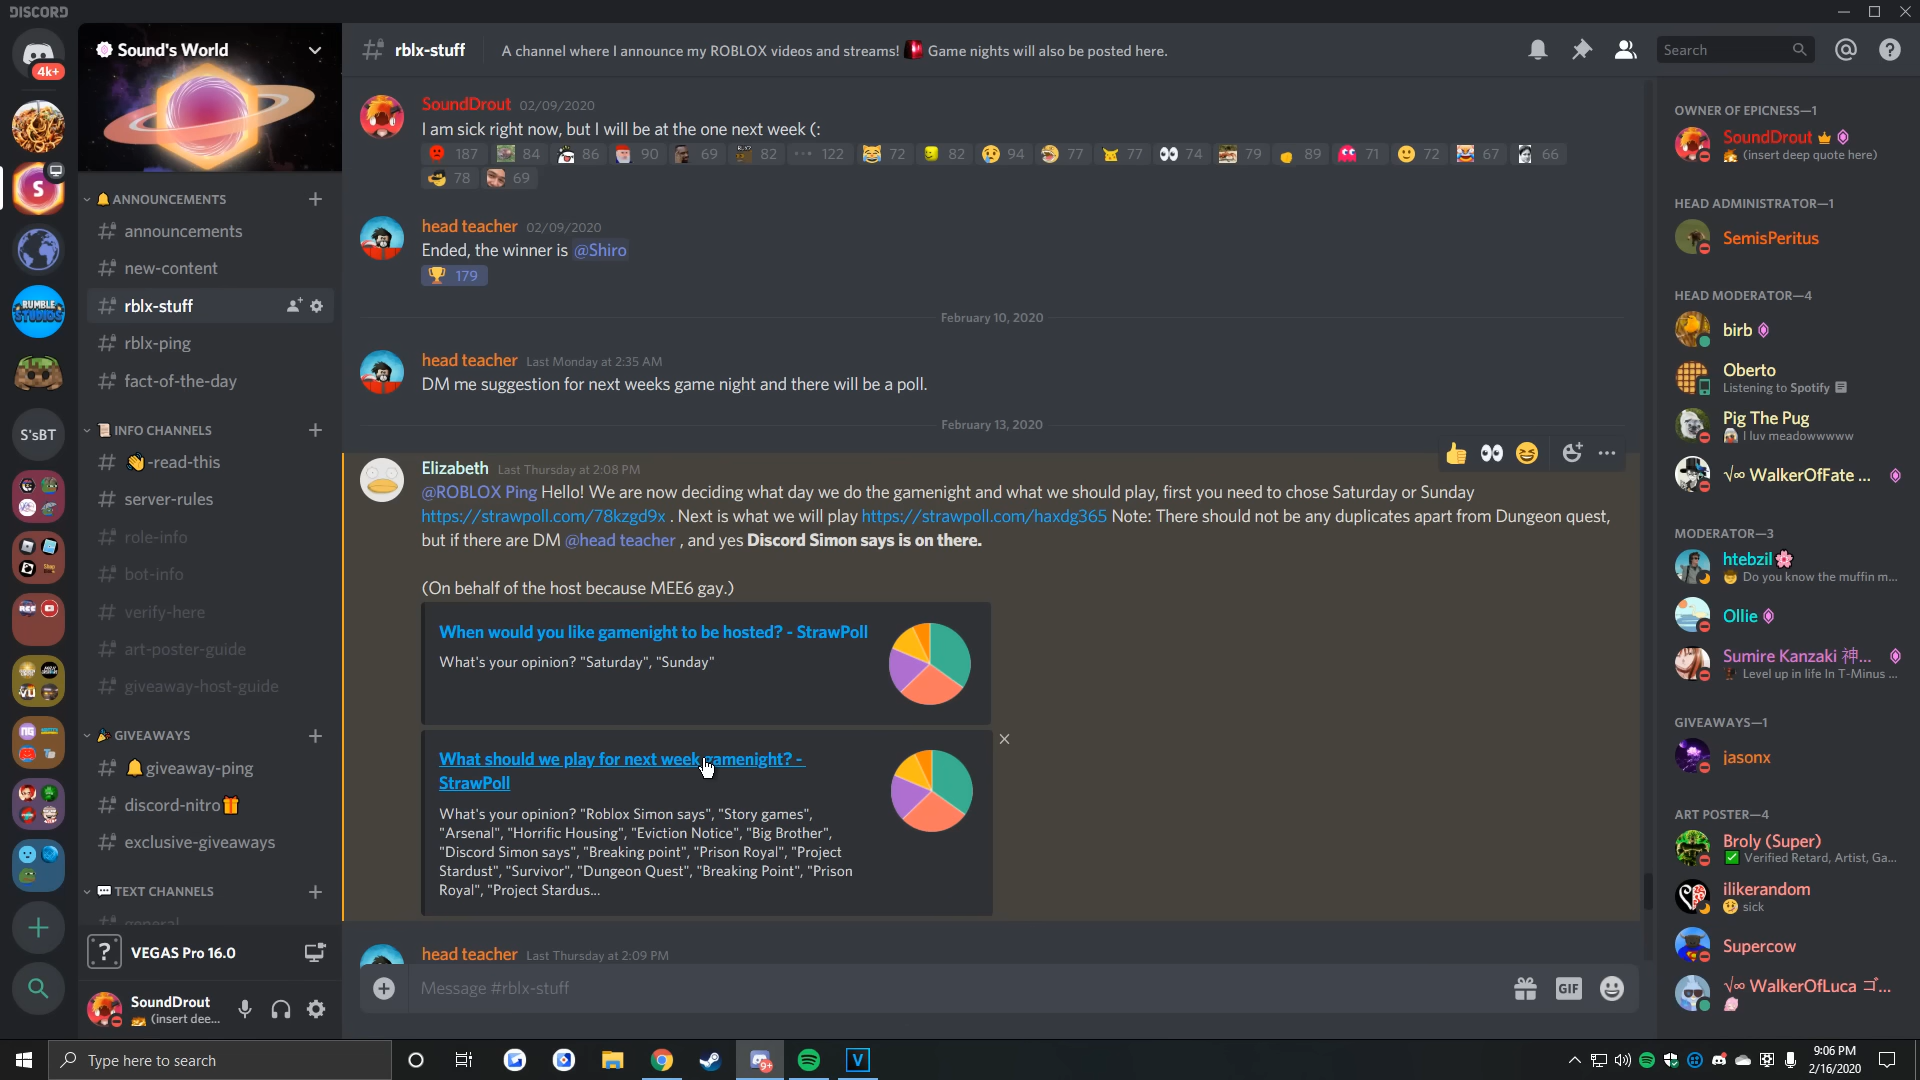 DISCORD
4k+
RUMBLE
STUDIOS
S'sBT
Sound's World
ANNOUNCEMENTS
announcements
new-content
rblx-stuff
rblx-ping
fact-of-the-day
INFO CHANNELS
-read-this
server-rules
role-info
bot-info
verify-here
art-poster-guide
giveaway-host-guide
GIVEAWAYS
giveaway-ping
discord-nitro
exclusive-giveaways
TEXT CHANNELS
general
VEGAS Pro 16.0
SoundDrout
(insert dee...
rblx-stuff
A channel where I announce my ROBLOX videos and streams! Game nights will also be posted here.
Search
SoundDrout 02/09/2020
I am sick right now, but I will be at the one next week (:
187 84 86 90 69 82 122 72 82 94 77 77 74 79 89 71 72 67 66
78 69
head teacher 02/09/2020
Ended, the winner is @Shiro
179
February 10, 2020
head teacher Last Monday at 2:35 AM
DM me suggestion for next weeks game night and there will be a poll.
February 13, 2020
Elizabeth Last Thursday at 2:08 PM
@ROBLOX Ping Hello! We are now deciding what day we do the gamenight and what we should play, first you need to chose Saturday or Sunday
https://strawpoll.com/78kzgd9x . Next is what we will play https://strawpoll.com/haxdg365 Note: There should not be any duplicates apart from Dungeon quest,
but if there are DM @head teacher , and yes Discord Simon says is on there.
(On behalf of the host because MEE6 gay.)
When would you like gamenight to be hosted? - StrawPoll
What's your opinion? "Saturday", "Sunday"
What should we play for next week gamenight? -
StrawPoll
What's your opinion? "Roblox Simon says", "Story games",
"Arsenal", "Horrific Housing", "Eviction Notice", "Big Brother",
"Discord Simon says", "Breaking point", "Prison Royal", "Project
Stardust", "Survivor", "Dungeon Quest", "Breaking Point", "Prison
Royal", "Project Stardus...
head teacher Last Thursday at 2:09 PM
Message #rblx-stuff
GIF
OWNER OF EPICNESS—1
SoundDrout
(insert deep quote here)
HEAD ADMINISTRATOR—1
SemisPeritus
HEAD MODERATOR—4
birb
Oberto
Listening to Spotify
Pig The Pug
I luv meadowwwww
√∞ WalkerOfFate ...
MODERATOR—3
htebzil
Do you know the muffin m...
Ollie
Sumire Kanzaki 神...
Level up in life In T-Minus ...
GIVEAWAYS—1
jasonx
ART POSTER—4
Broly (Super)
Verified Retard, Artist, Ga...
ilikerandom
sick
Supercow
√∞ WalkerOfLuca ゴ...
Type here to search
9+
V
9:06 PM
2/16/2020